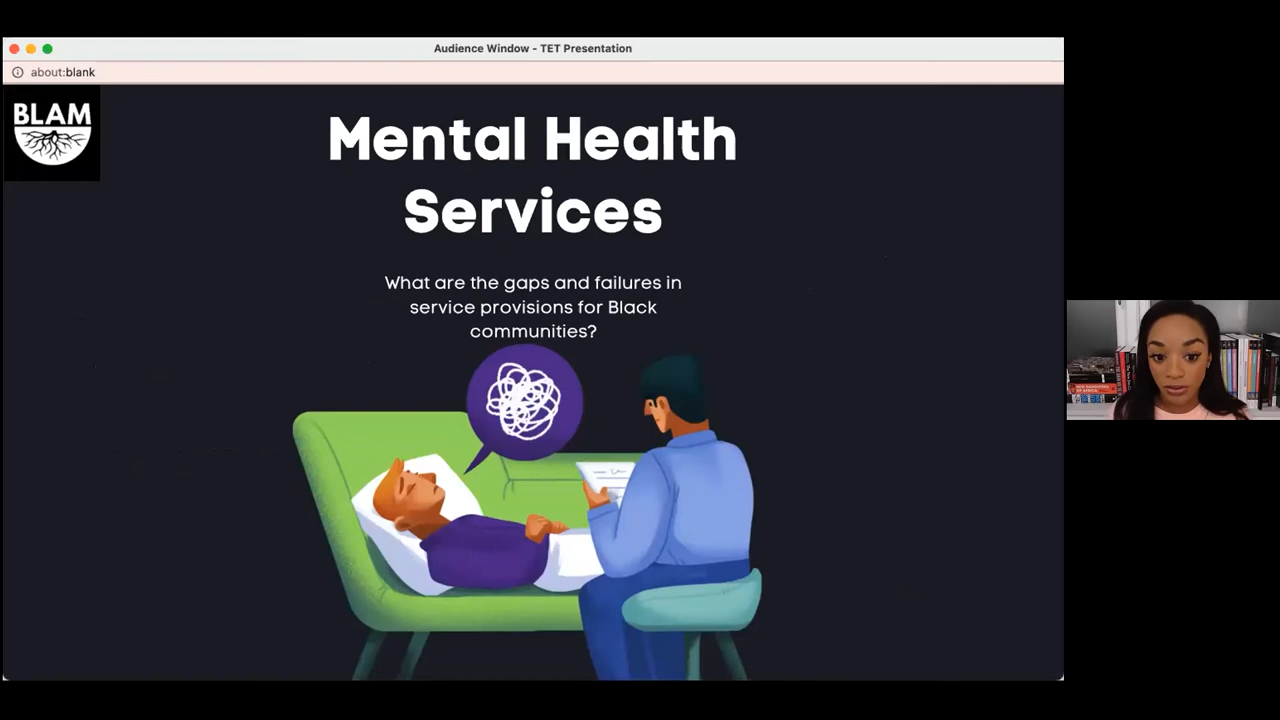 Audience Window - TET Presentation
about:blank
BLAM
Mental Health
Services
What are the gaps and failures in
service provisions for Black
communities?